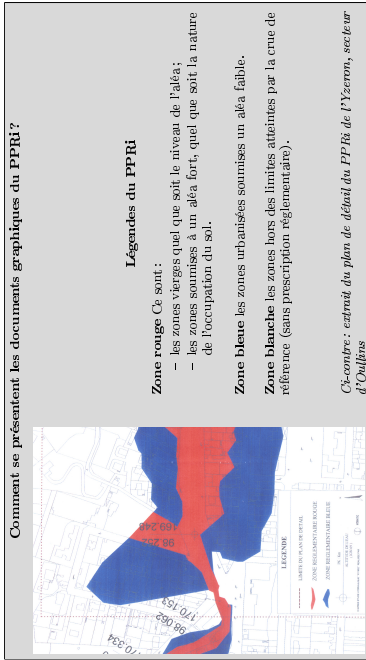 Comment se présentent les documents graphiques du PPRi ?
Légendes du PPRi
Zone rouge Ce sont :
– les zones vierges quel que soit le niveau de l'aléa ;
– les zones soumises à un aléa fort, quel que soit la nature
de l'occupation du sol.
Zone bleue les zones urbanisées soumises un aléa faible.
Zone blanche les zones hors des limites atteintes par la crue de
référence (sans prescription réglementaire).
Ci-contre : extrait du plan de détail du PPRi de l'Yzeron, secteur
d'Oullins
169.248
98.252
170.153
98.062
170.334
LÉGENDE
LIMITE DU PLAN DE DETAIL
ZONE REGLEMENTAIRE ROUGE
ZONE REGLEMENTAIRE BLEUE